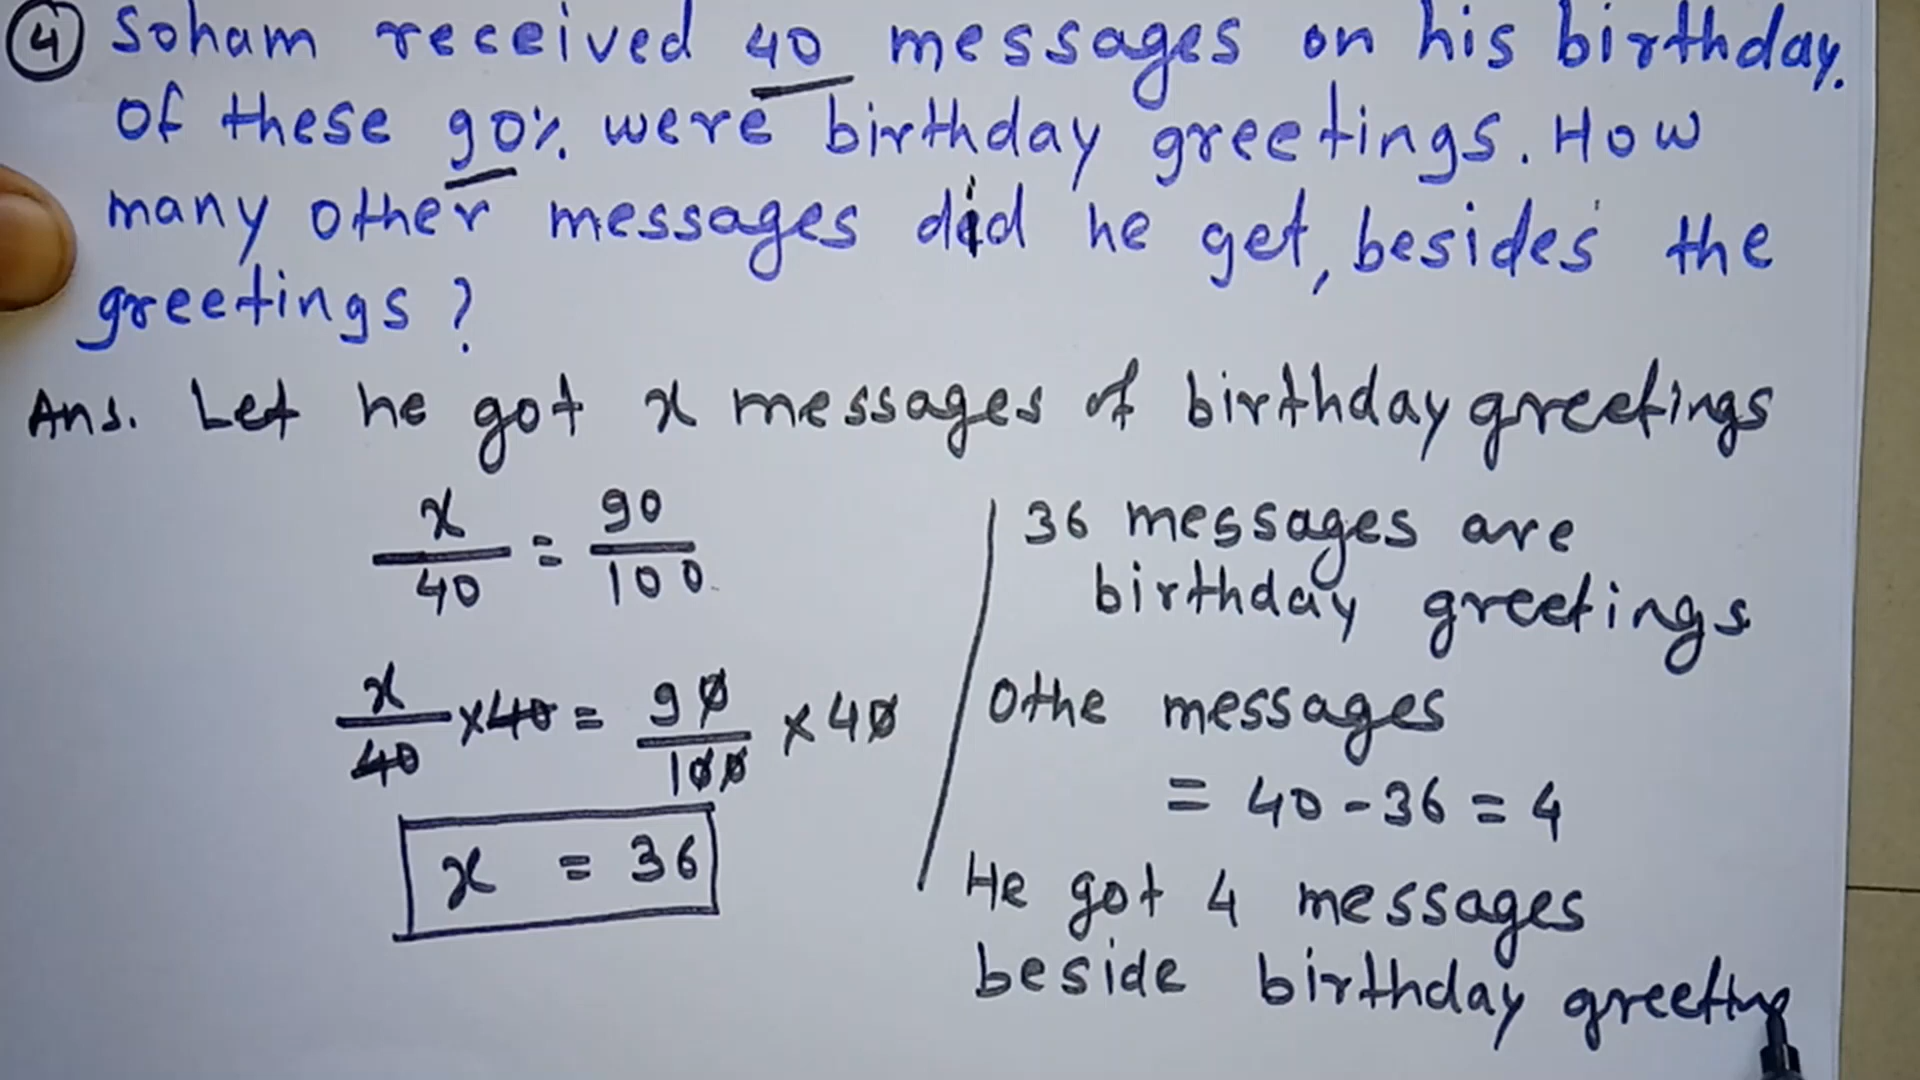 ④ Soham received 40 messages on his birthday.
Of these 90% were birthday greetings. How
many other messages did he get, besides the
greetings?
Ans. Let he got x messages of birthday greetings
x/40 = 90/100
x/40 × 40 = 90/100 × 40
x = 36
36 messages are
birthday greetings
Othe messages
= 40 - 36 = 4
He got 4 messages
beside birthday greeting